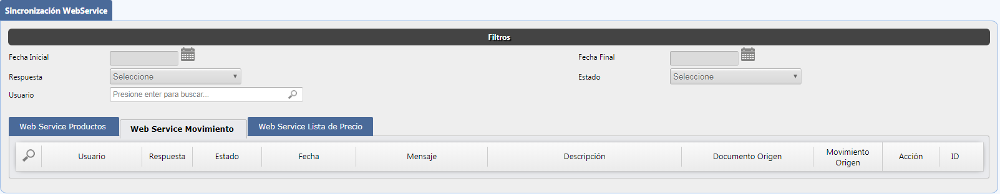 Sincronización WebService
Filtros
Fecha Inicial
Fecha Final
Respuesta Seleccione
Estado Seleccione
Usuario Presione enter para buscar...
Web Service Productos Web Service Movimiento Web Service Lista de Precio
Usuario Respuesta Estado Fecha Mensaje Descripción Documento Origen Movimiento Origen Acción ID